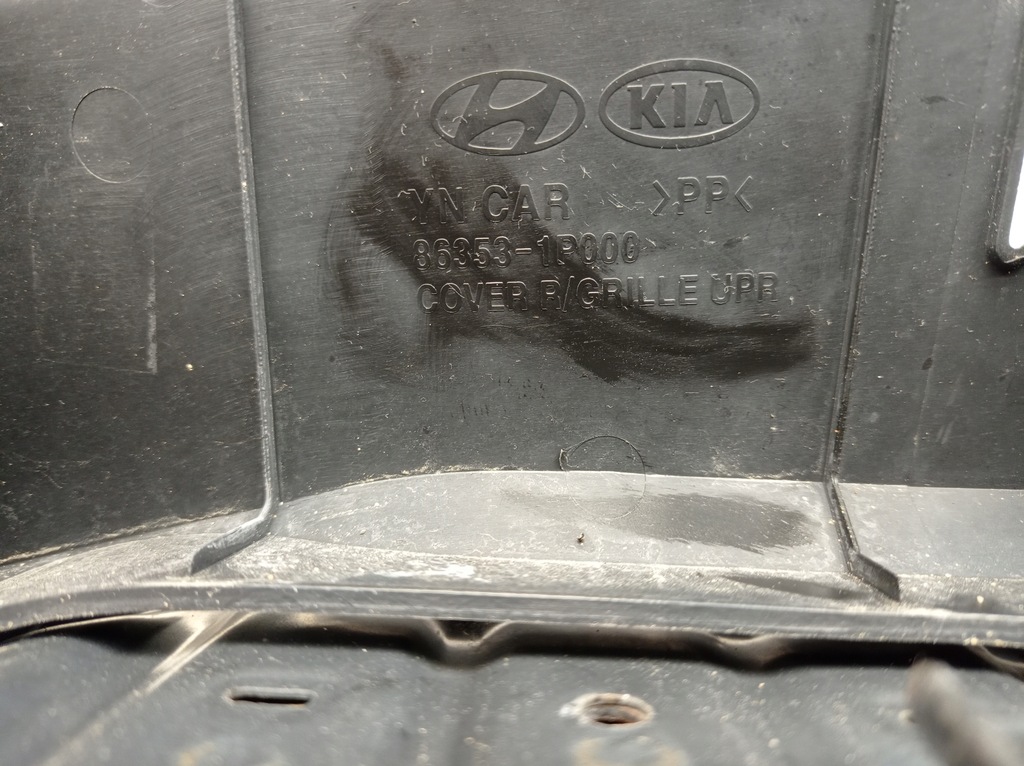 KIA
YN CAR >PP<
86353-1P000
COVER R/GRILLE UPR